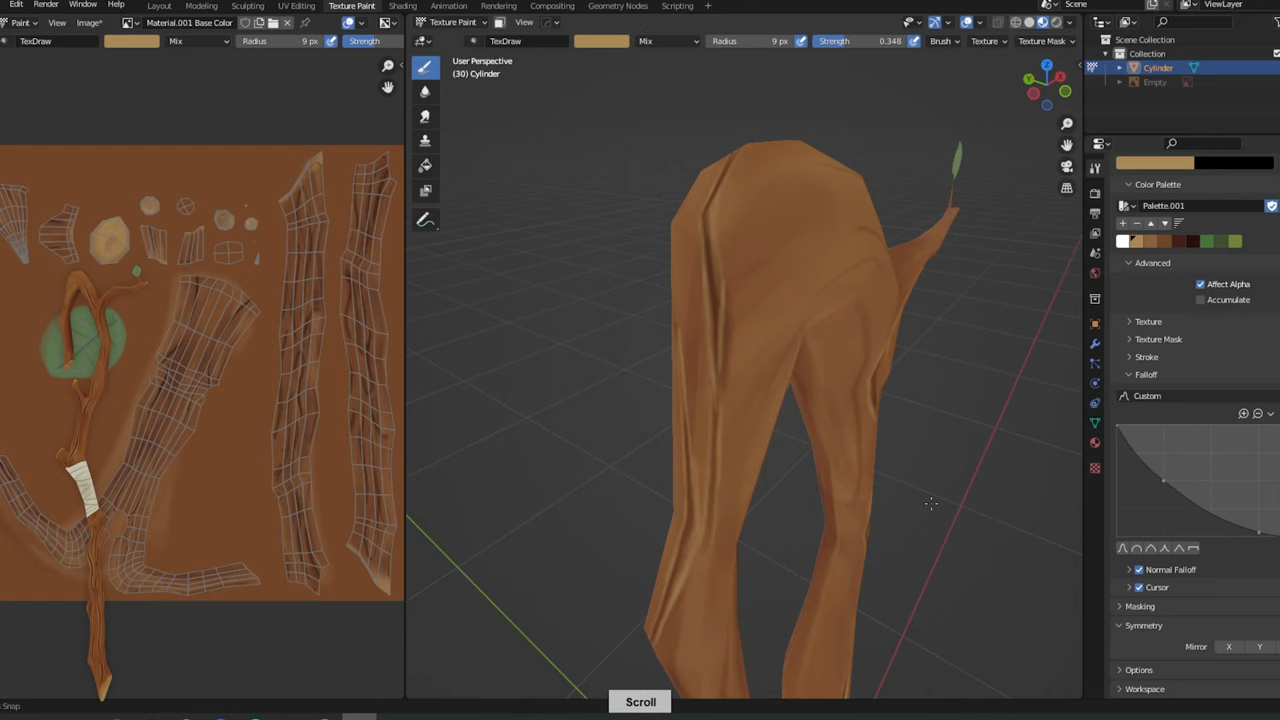 Edit Render Window Help Layout Modeling Sculpting UV Editing Texture Paint Shading Animation Rendering Compositing Geometry Nodes Scripting + Scene ViewLayer
Paint View Image* Material.001 Base Color Texture Paint View
TexDraw Mix Radius 9 px Strength TexDraw Mix Radius 9 px Strength 0.348 Brush Texture Texture Mask
Scene Collection
Collection
Cylinder
Empty
User Perspective
(30) Cylinder
Z
Y
X
Color Palette
Palette.001
Advanced
Affect Alpha
Accumulate
Texture
Texture Mask
Stroke
Falloff
Custom
Normal Falloff
Cursor
Masking
Symmetry
Mirror X Y
Options
Workspace
Scroll
Snap